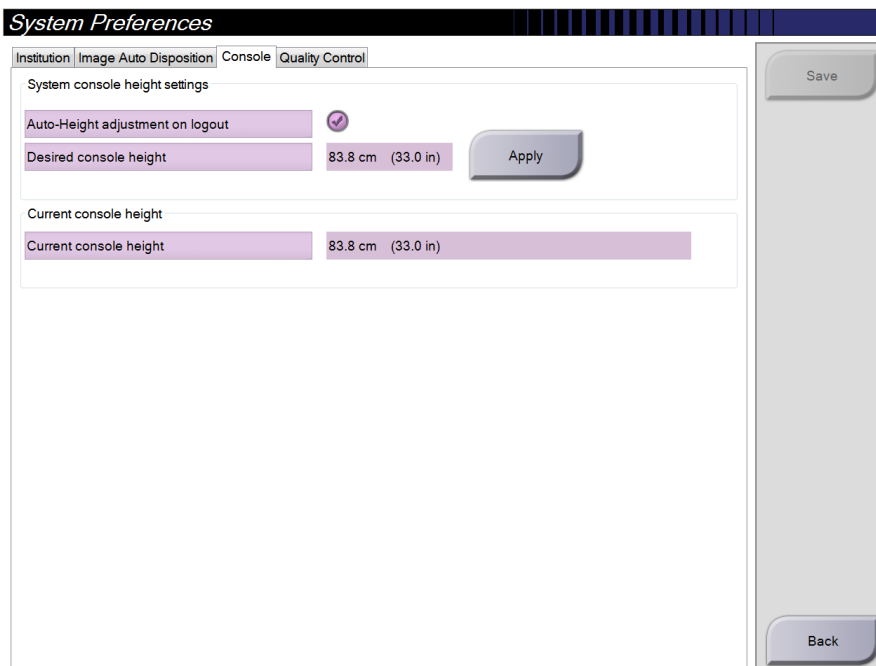 System Preferences
Institution Image Auto Disposition Console Quality Control
Save
System console height settings
Auto-Height adjustment on logout
Desired console height 83.8 cm (33.0 in) Apply
Current console height
Current console height 83.8 cm (33.0 in)
Back